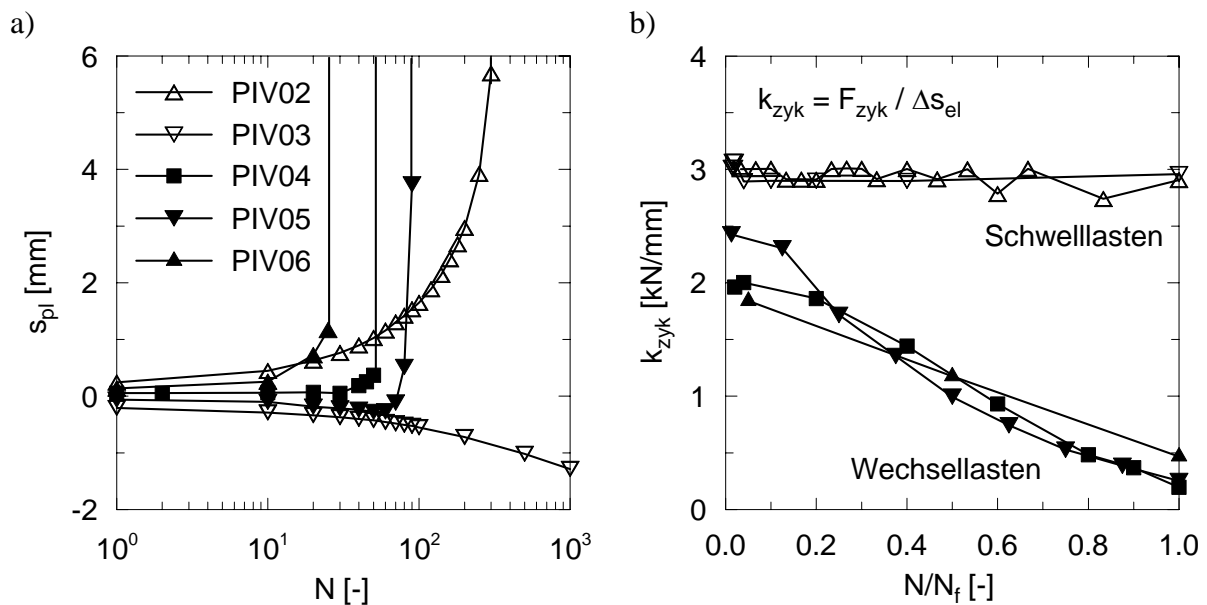 a)
6
4
2
0
-2
s_pl [mm]
PIV02
PIV03
PIV04
PIV05
PIV06
10^0
10^1
10^2
10^3
N [-]
b)
4
3
2
1
0
k_zyk [kN/mm]
k_zyk = F_zyk / Δs_el
Schwelllasten
Wechsellasten
0.0
0.2
0.4
0.6
0.8
1.0
N/N_f [-]